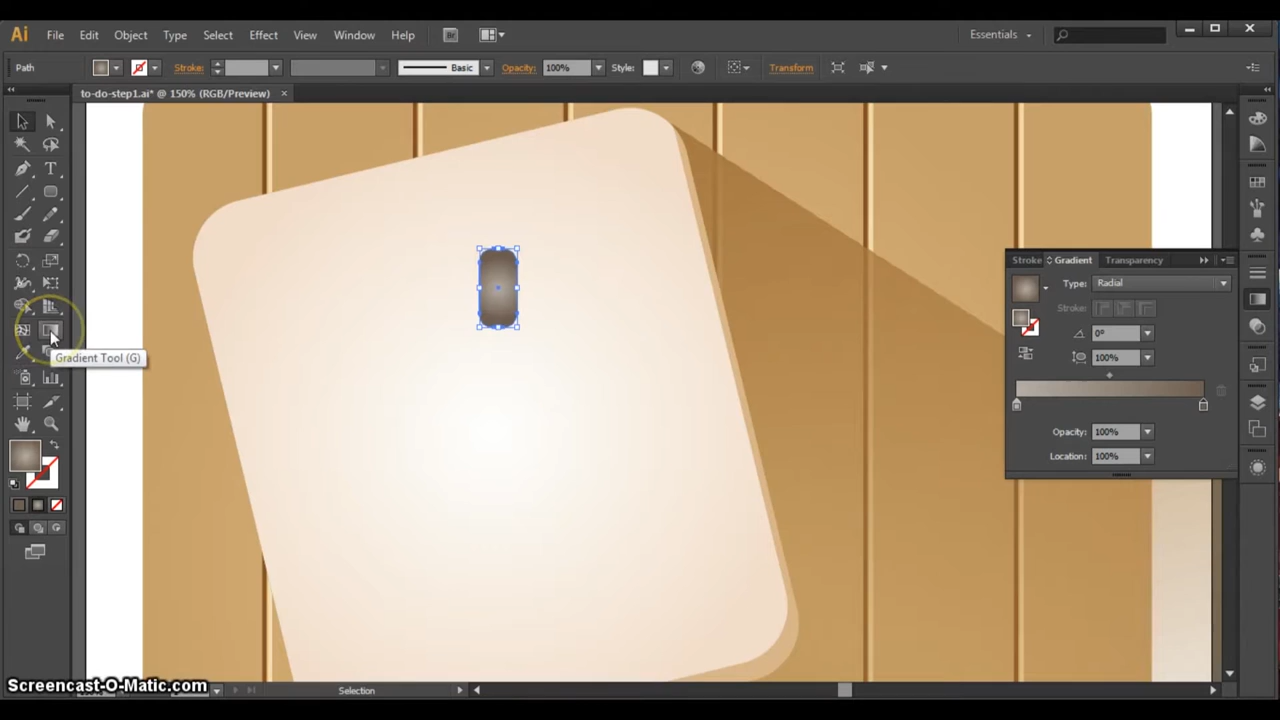 Ai File Edit Object Type Select Effect View Window Help Br Essentials
Path Stroke: Basic Opacity: 100% Style: Transform
to-do-step1.ai* @ 150% (RGB/Preview) ×
Stroke Gradient Transparency
Type: Radial
Stroke:
0°
100%
Gradient Tool (G)
Opacity: 100%
Location: 100%
Screencast-O-Matic.com
Selection